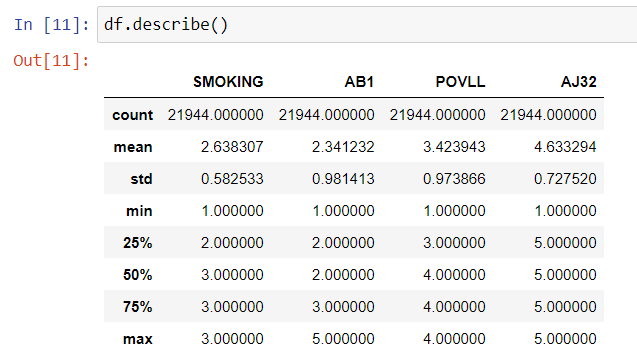 In [11]: df.describe()
Out[11]:
SMOKING AB1 POVLL AJ32
count 21944.000000 21944.000000 21944.000000 21944.000000
mean 2.638307 2.341232 3.423943 4.633294
std 0.582533 0.981413 0.973866 0.727520
min 1.000000 1.000000 1.000000 1.000000
25% 2.000000 2.000000 3.000000 5.000000
50% 3.000000 2.000000 4.000000 5.000000
75% 3.000000 3.000000 4.000000 5.000000
max 3.000000 5.000000 4.000000 5.000000